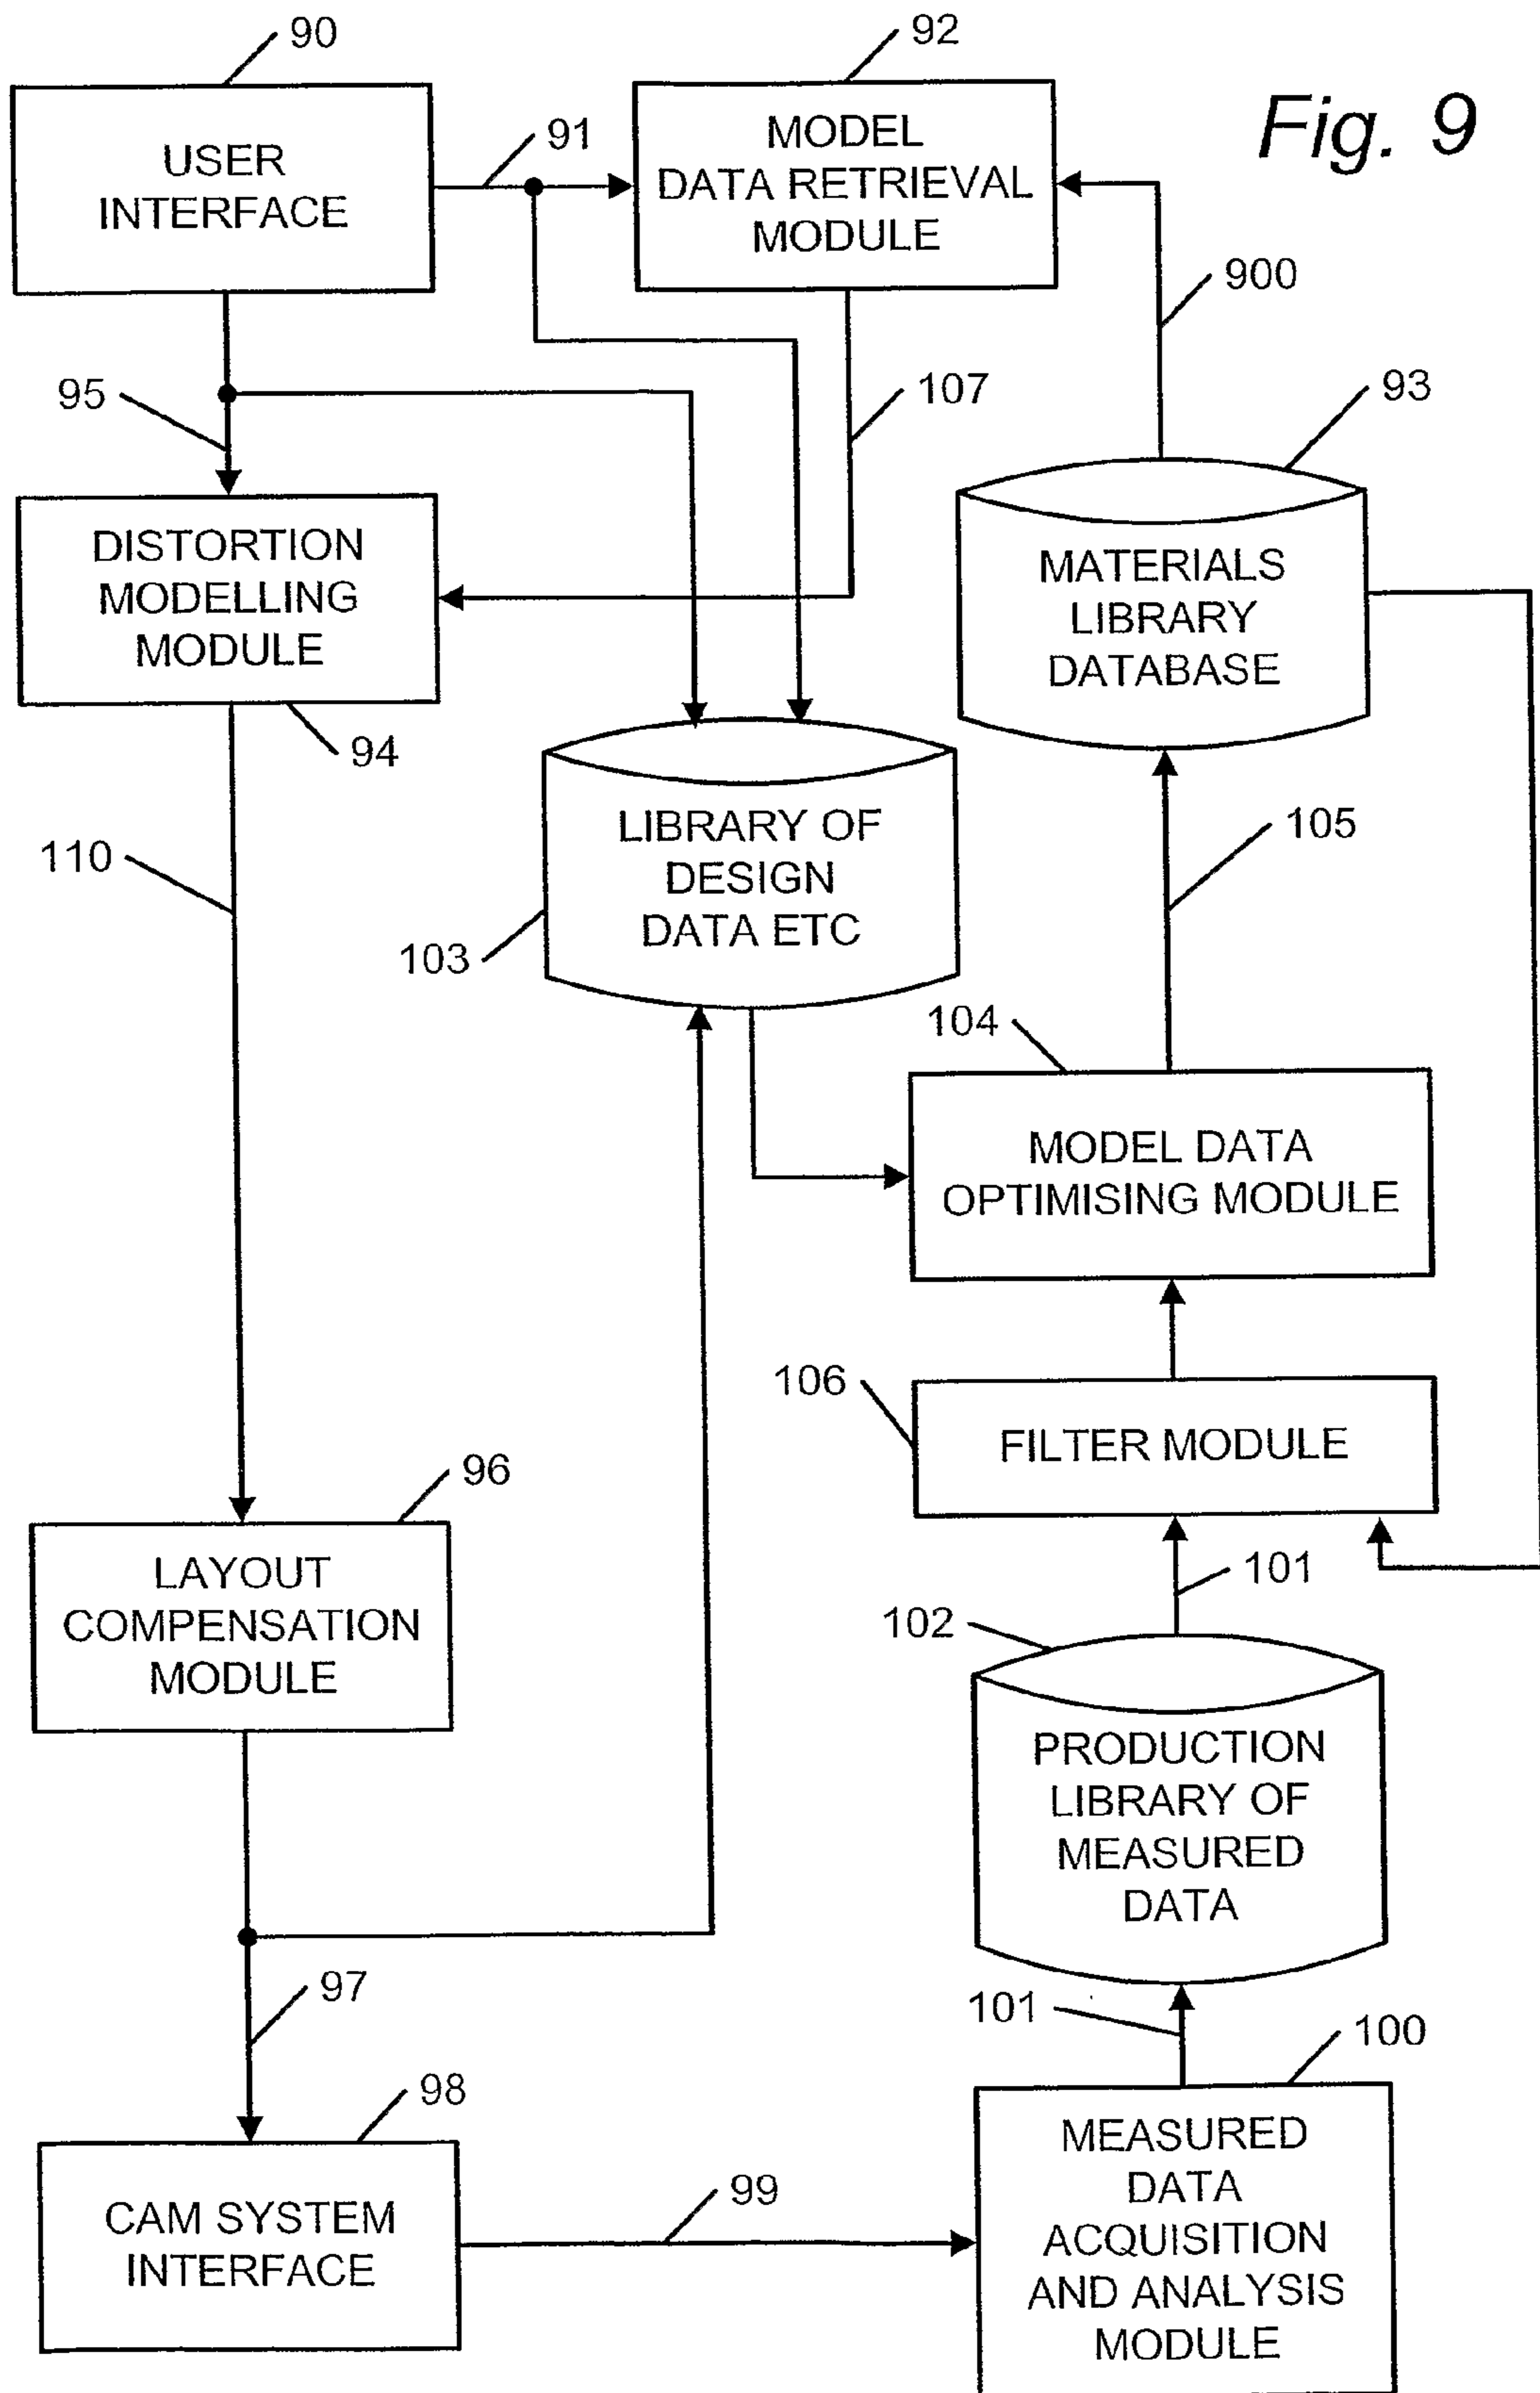 90
92
Fig. 9
91
USER
INTERFACE
MODEL
DATA RETRIEVAL
MODULE
900
95
107
93
DISTORTION
MODELLING
MODULE
94
MATERIALS
LIBRARY
DATABASE
110
LIBRARY OF
DESIGN
DATA ETC
103
105
104
MODEL DATA
OPTIMISING MODULE
106
FILTER MODULE
96
LAYOUT
COMPENSATION
MODULE
101
102
PRODUCTION
LIBRARY OF
MEASURED
DATA
97
101
100
98
CAM SYSTEM
INTERFACE
99
MEASURED
DATA
ACQUISITION
AND ANALYSIS
MODULE